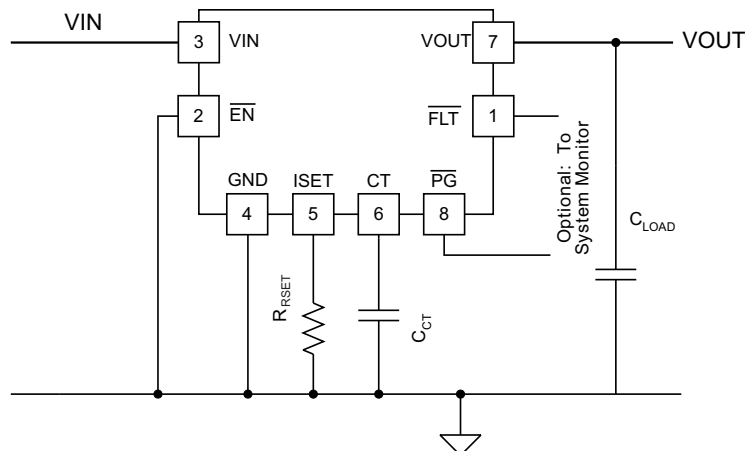 VIN
3
VIN
VOUT
7
VOUT
2
EN
FLT
1
GND
ISET
CT
PG
4
5
6
8
Optional: To
System Monitor
CLOAD
RRSET
CCT